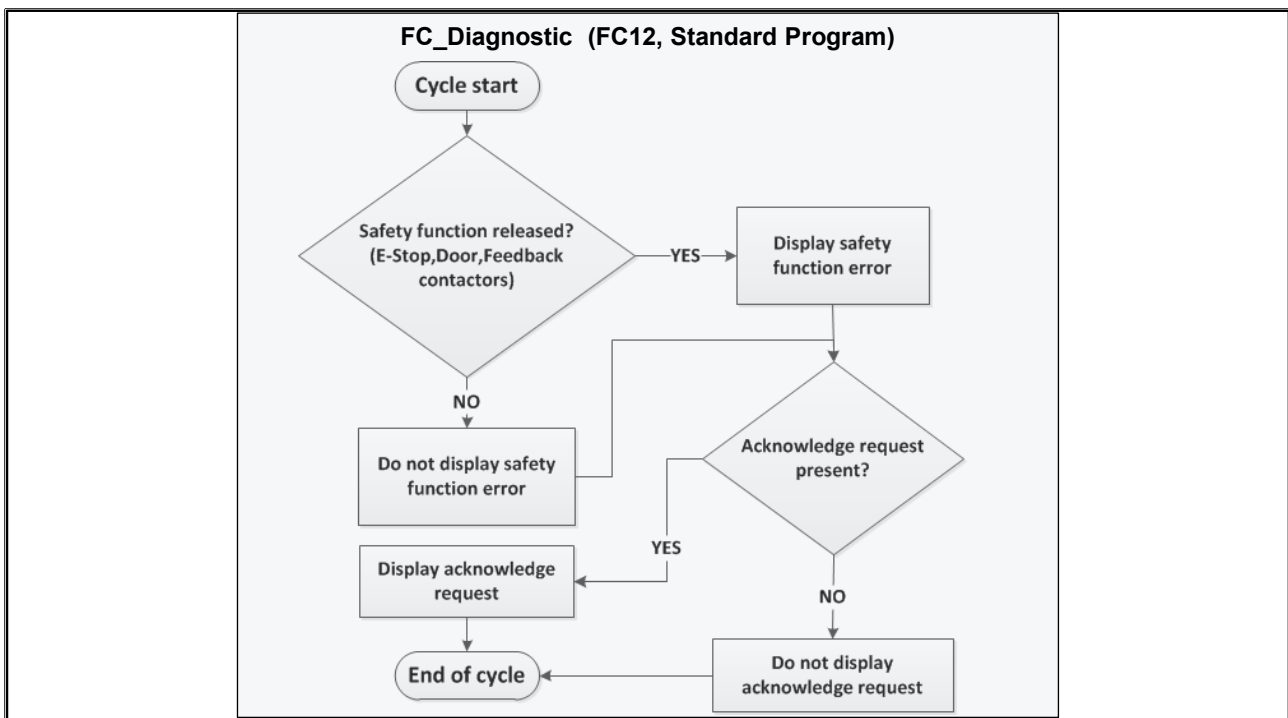 FC_Diagnostic (FC12, Standard Program)
Cycle start
Safety function released?
(E-Stop,Door,Feedback
contactors)
YES
Display safety
function error
NO
Do not display safety
function error
Acknowledge request
present?
YES
Display acknowledge
request
NO
Do not display
acknowledge request
End of cycle